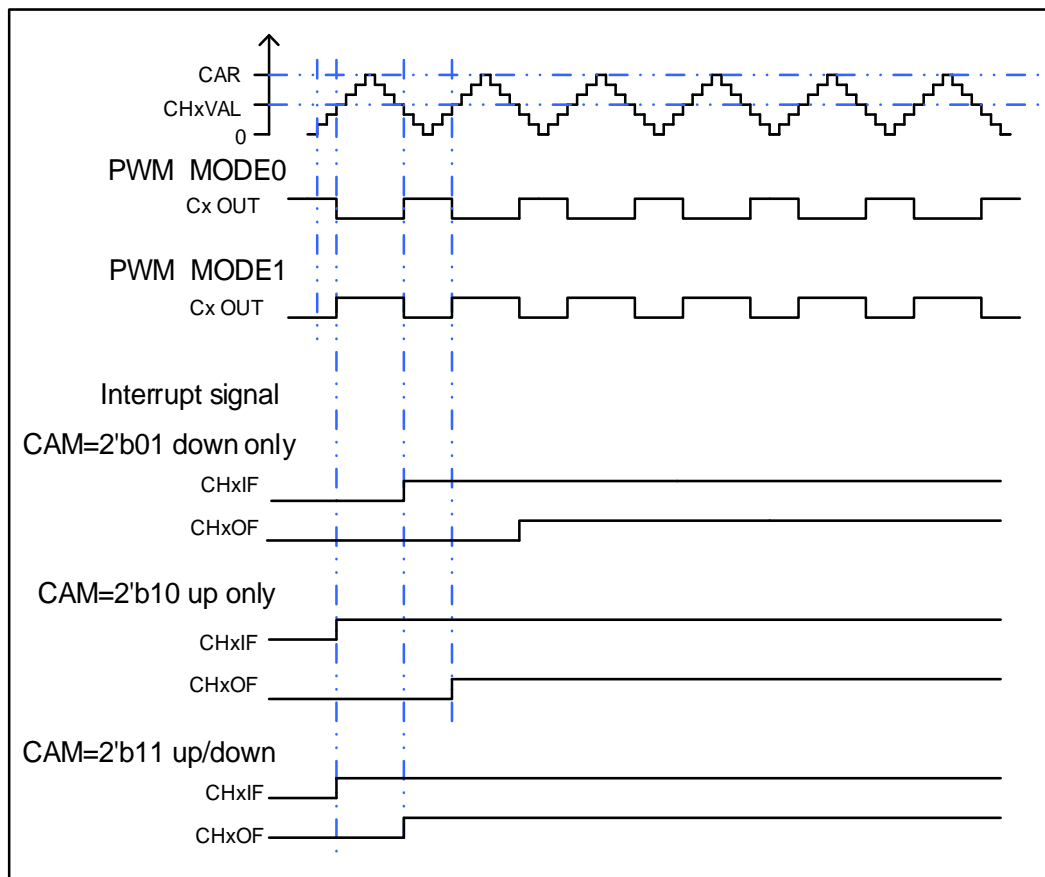 CAR
CHxVAL
0
PWM MODE0
Cx OUT
PWM MODE1
Cx OUT
Interrupt signal
CAM=2'b01 down only
CHxIF
CHxOF
CAM=2'b10 up only
CHxIF
CHxOF
CAM=2'b11 up/down
CHxIF
CHxOF